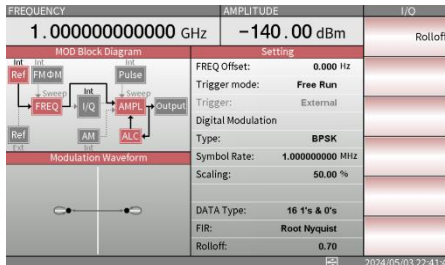 FREQUENCY
AMPLITUDE
I/Q
1.000000000000 GHz
-140.00 dBm
Rolloff
MOD Block Diagram
Setting
Int
Int
Int
Ref
FMΦM
Pulse
Sweep
Int
Sweep
FREQ
I/Q
AMPL
Output
Ref
AM
ALC
Ext
Int
Modulation Waveform
FREQ Offset: 0.000 Hz
Trigger mode: Free Run
Trigger: External
Digital Modulation
Type: BPSK
Symbol Rate: 1.000000000 MHz
Scaling: 50.00 %
DATA Type: 16 1's & 0's
FIR: Root Nyquist
Rolloff: 0.70
2024/05/03 22:41:4